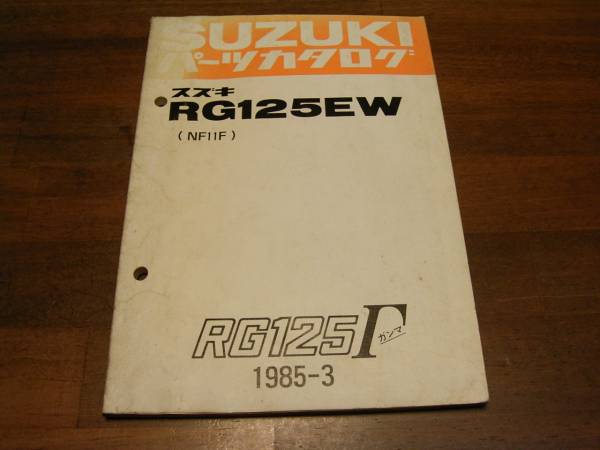 SUZUKI
パーツカタログ
スズキ
RG125EW
( NF11F )
RG125Γ ガンマ
1985-3